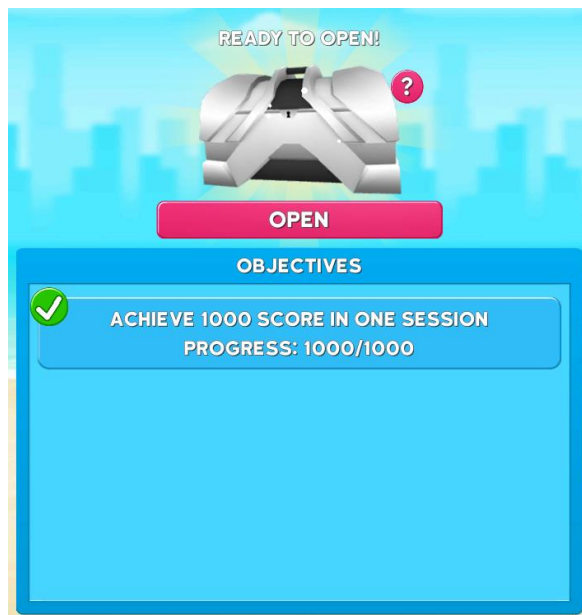 READY TO OPEN!
?
OPEN
OBJECTIVES
ACHIEVE 1000 SCORE IN ONE SESSION
PROGRESS: 1000/1000